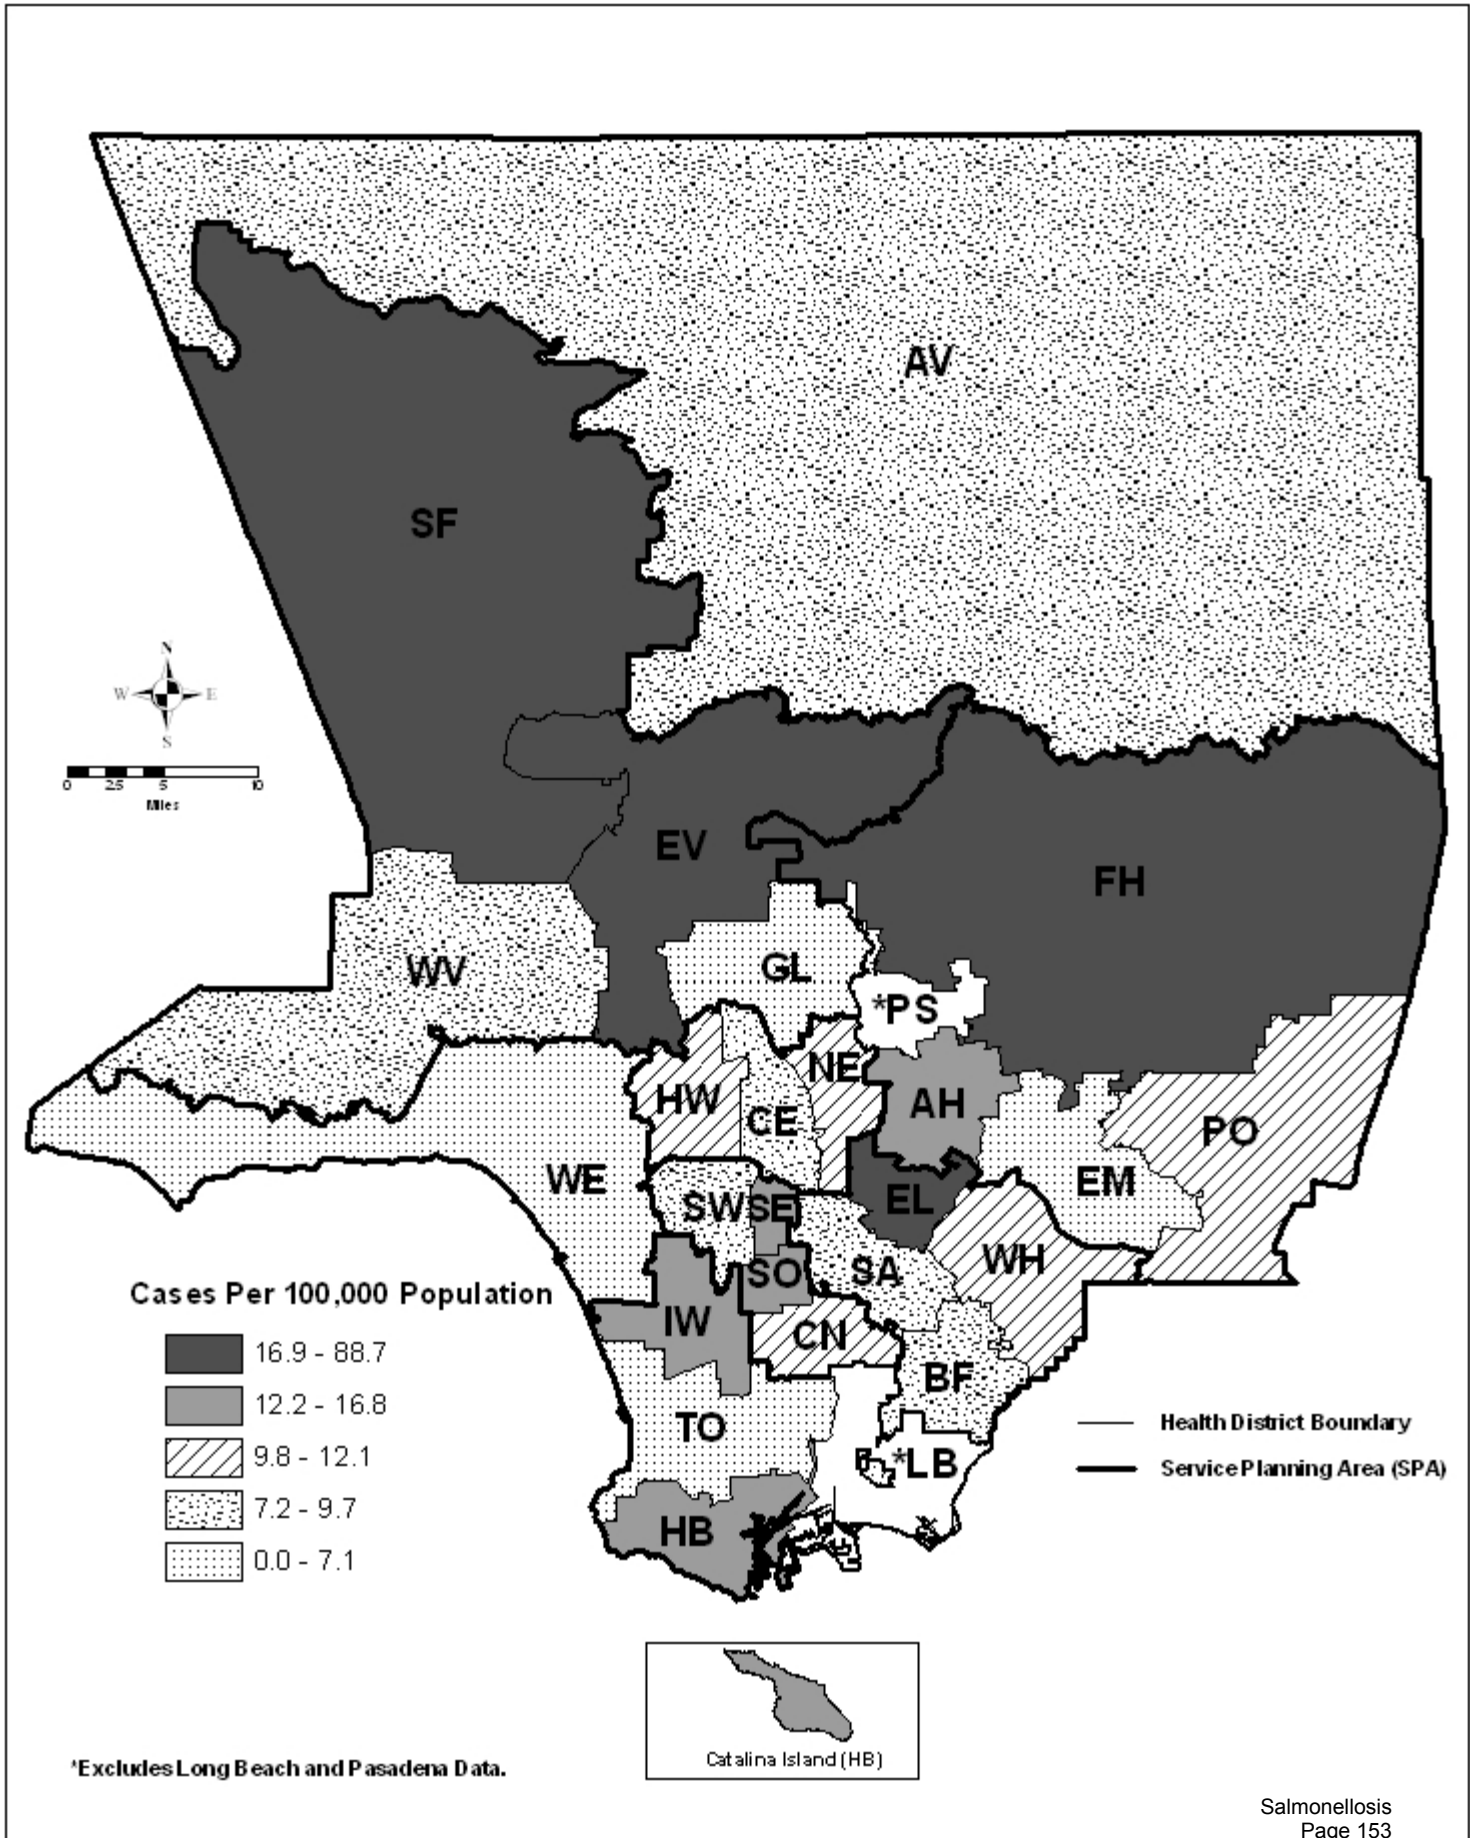 AV
SF
N
W E
S
0 2.5 5 10
Miles
EV
FH
WV
GL
*PS
NE
HW
CE
AH
PO
WE
EM
EL
SW
SE
WH
SA
SO
IW
CN
BF
TO
*LB
HB
Cases Per 100,000 Population
16.9 - 88.7
12.2 - 16.8
9.8 - 12.1
7.2 - 9.7
0.0 - 7.1
Health District Boundary
Service Planning Area (SPA)
Catalina Island (HB)
*Excludes Long Beach and Pasadena Data.
Salmonellosis
Page 153